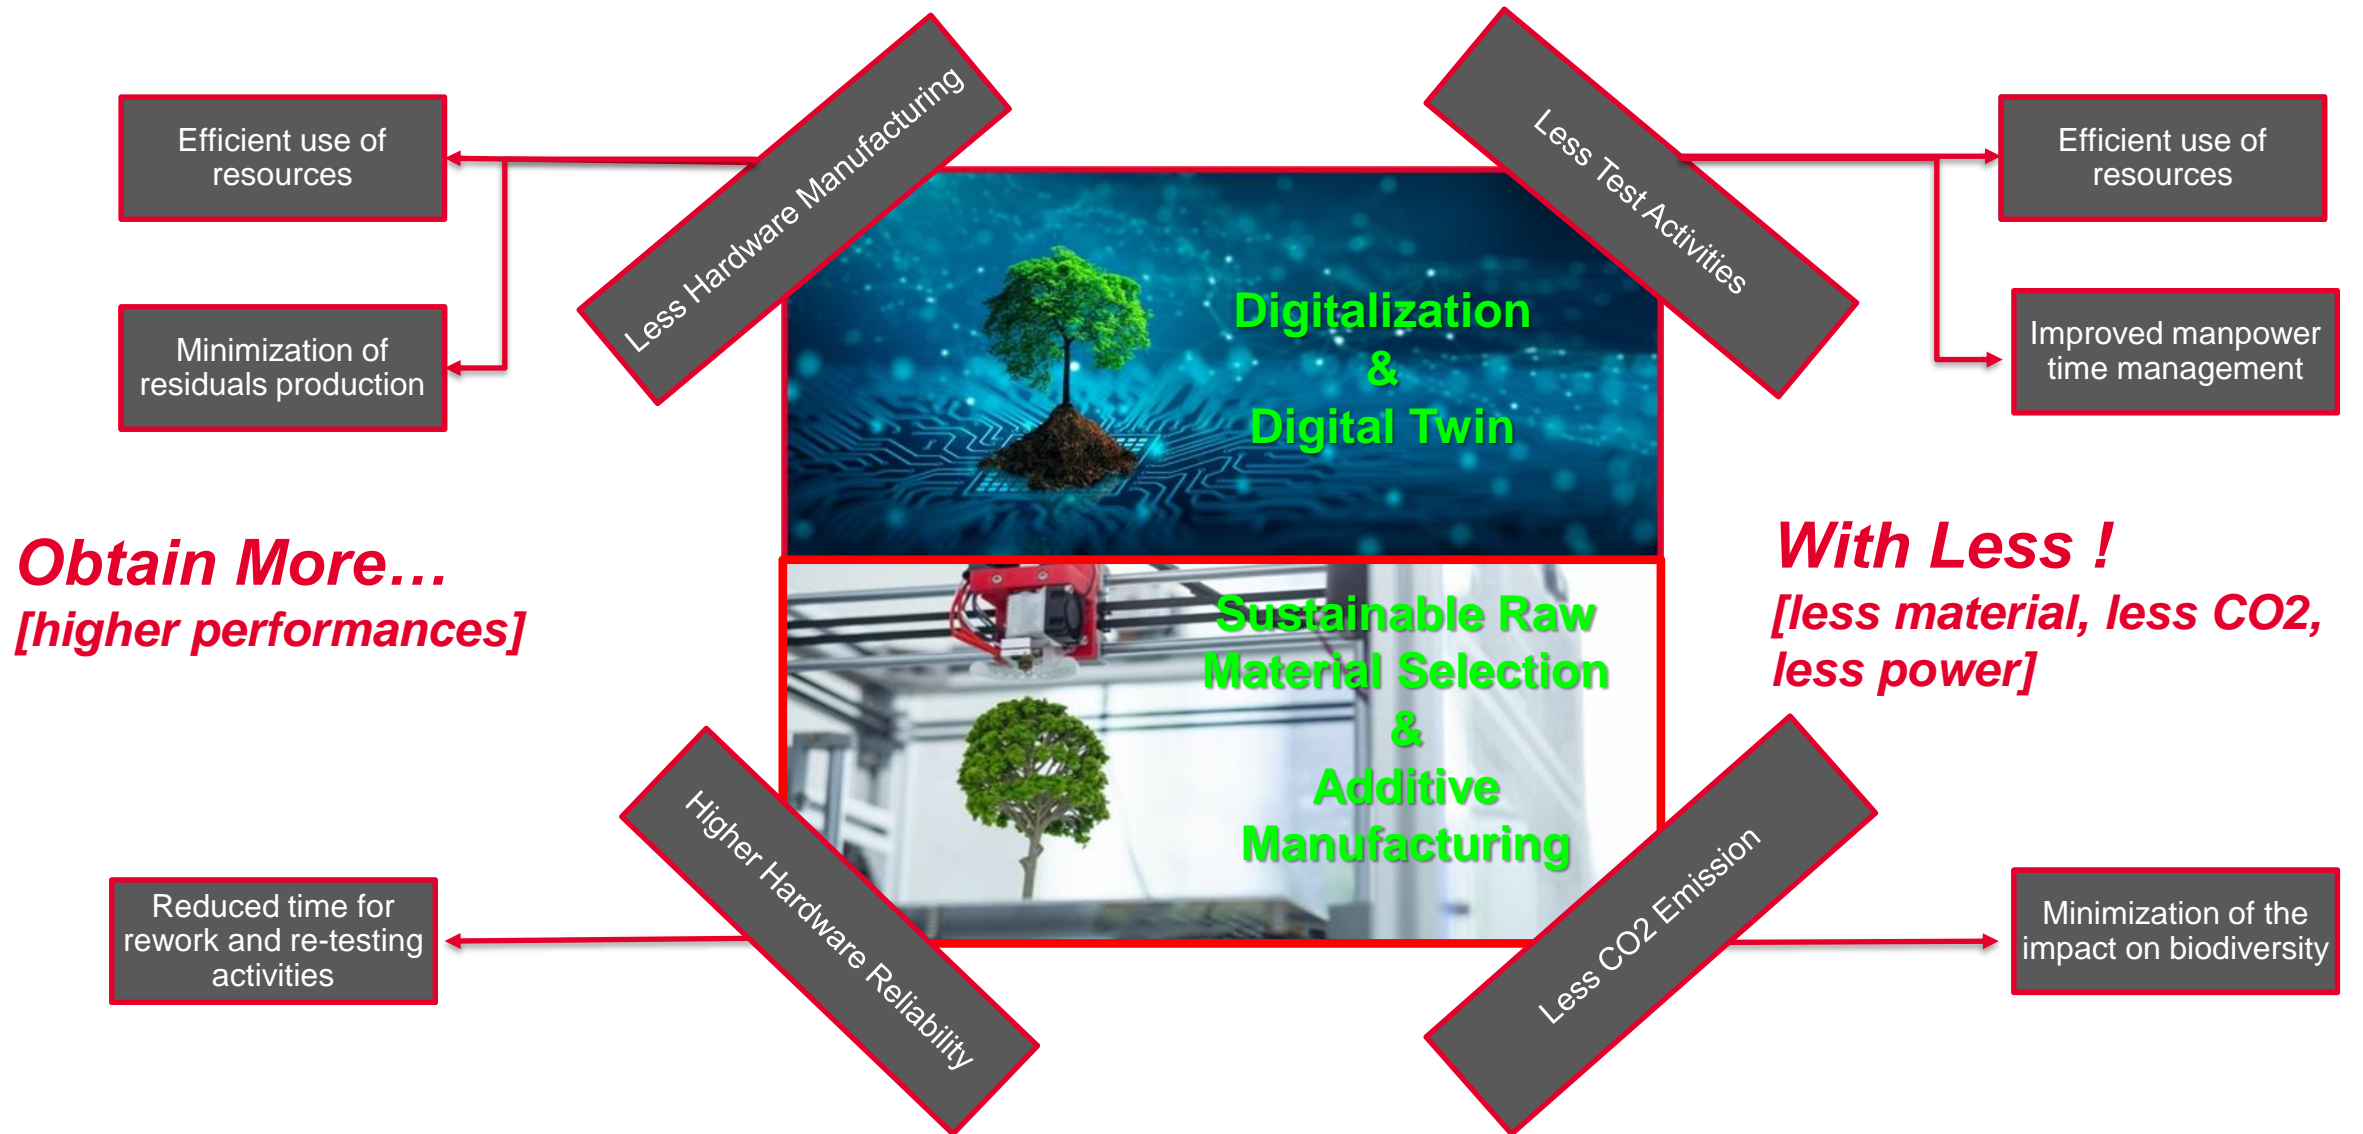 Less Hardware Manufacturing
Less Test Activities
Efficient use of
resources
Efficient use of
resources
Minimization of
residuals production
Digitalization
&
Digital Twin
Improved manpower
time management
Obtain More…
[higher performances]
With Less !
[less material, less CO2,
less power]
Sustainable Raw
Material Selection
&
Additive
Manufacturing
Higher Hardware Reliability
Less CO2 Emission
Reduced time for
rework and re-testing
activities
Minimization of the
impact on biodiversity